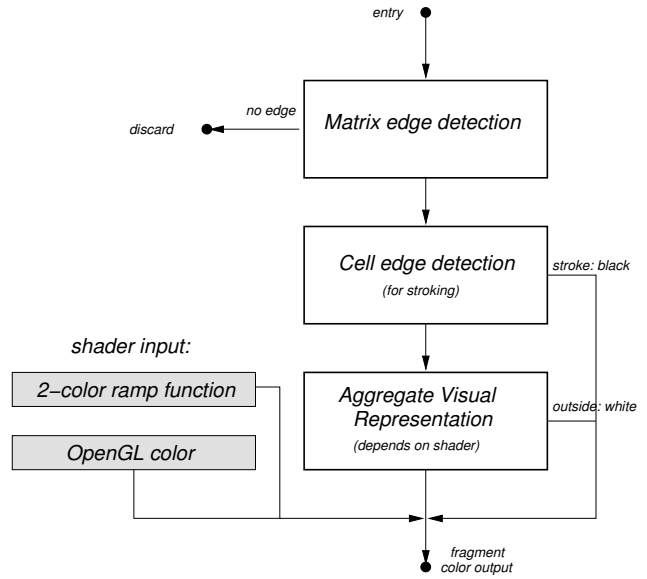 entry
Matrix edge detection
no edge
discard
Cell edge detection
(for stroking)
stroke: black
shader input:
2–color ramp function
Aggregate Visual
Representation
(depends on shader)
outside: white
OpenGL color
fragment
color output